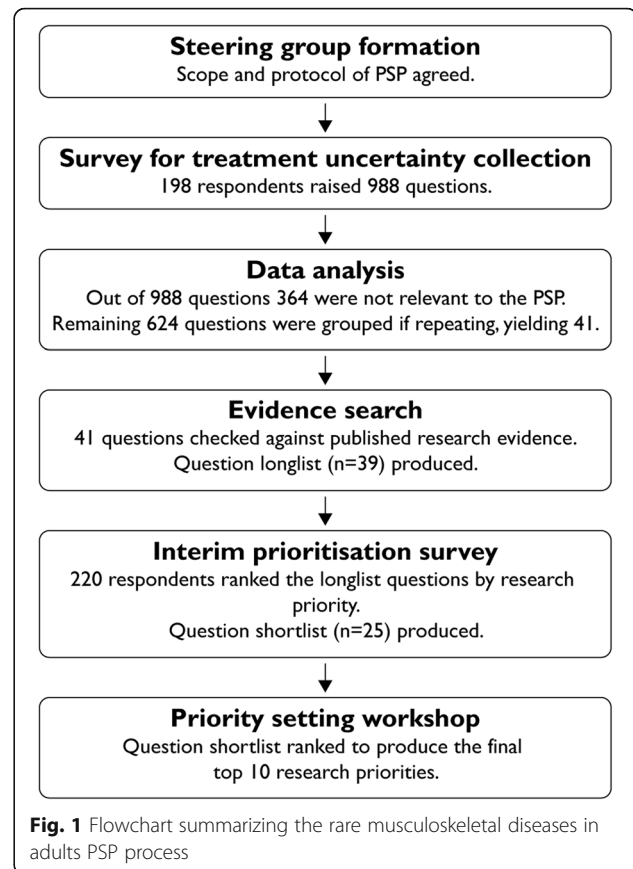 Steering group formation
Scope and protocol of PSP agreed.
Survey for treatment uncertainty collection
198 respondents raised 988 questions.
Data analysis
Out of 988 questions 364 were not relevant to the PSP.
Remaining 624 questions were grouped if repeating, yielding 41.
Evidence search
41 questions checked against published research evidence.
Question longlist (n=39) produced.
Interim prioritisation survey
220 respondents ranked the longlist questions by research
priority.
Question shortlist (n=25) produced.
Priority setting workshop
Question shortlist ranked to produce the final
top 10 research priorities.
Fig. 1 Flowchart summarizing the rare musculoskeletal diseases in
adults PSP process